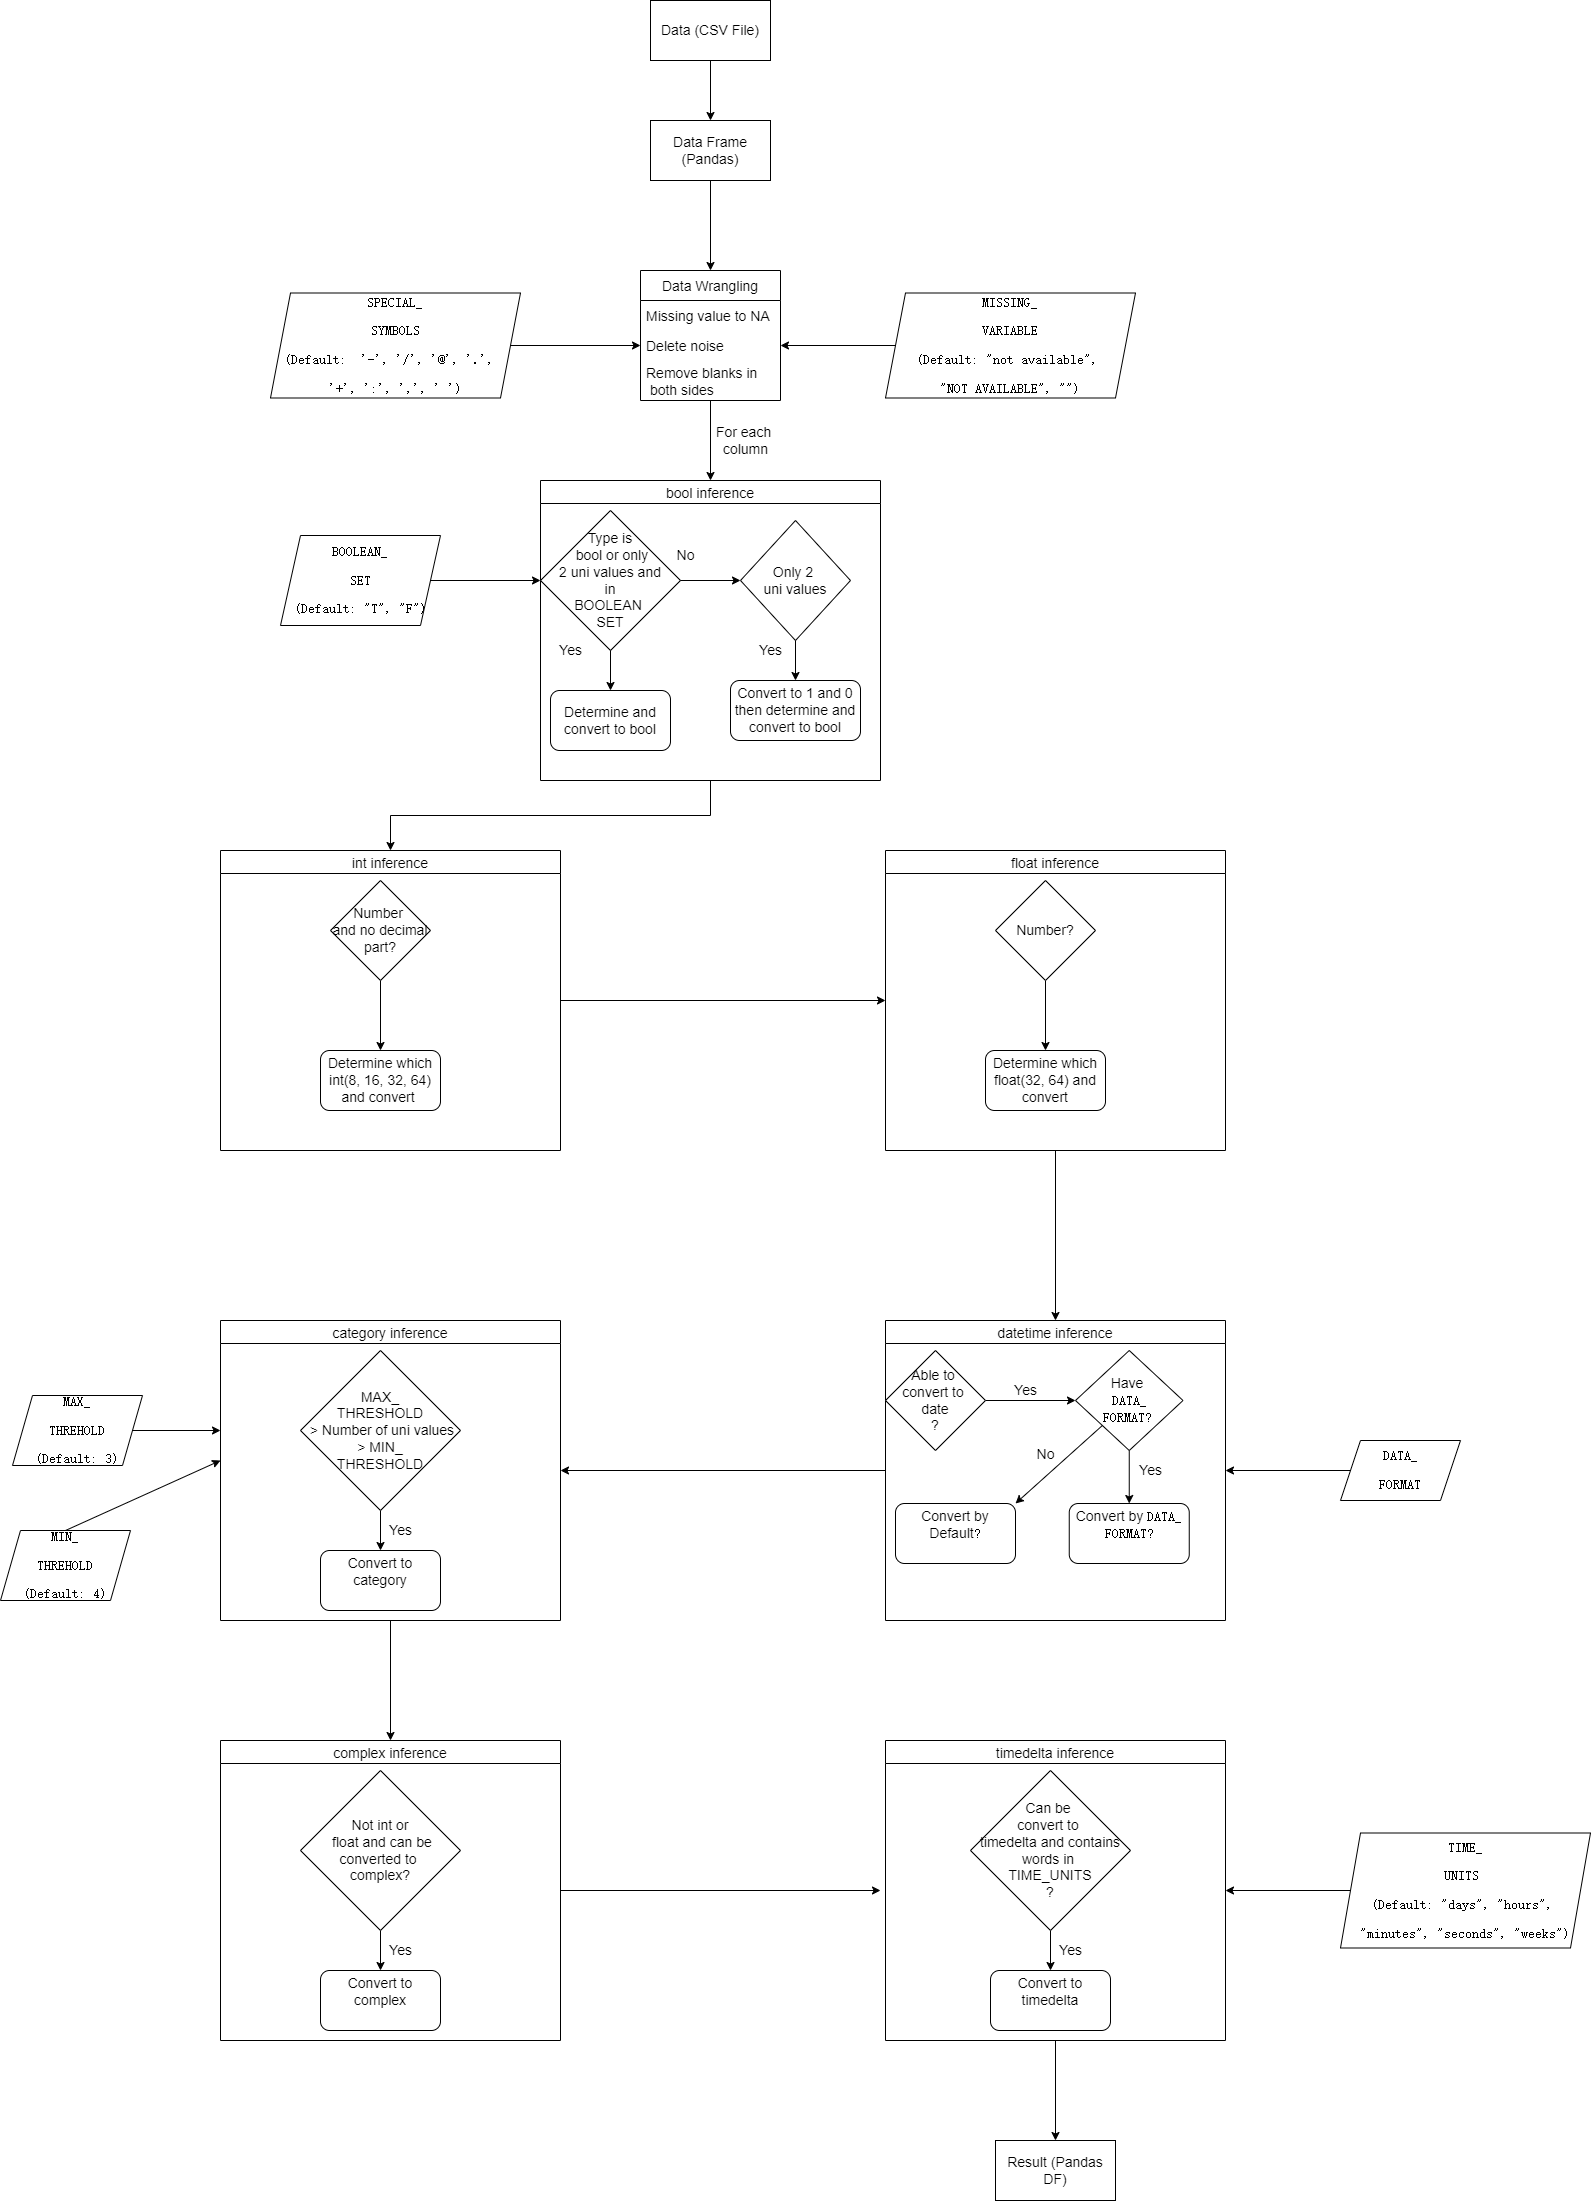 Data (CSV File)
Data Frame
(Pandas)
Data Wrangling
Missing value to NA
Delete noise
Remove blanks in
both sides
SPECIAL_
SYMBOLS
(Default:  '-', '/', '@', '.',
'+', ':', ',', ' ')
MISSING_
VARIABLE
(Default: "not available",
"NOT AVAILABLE", "")
For each
column
bool inference
Type is
bool or only
2 uni values and
in
BOOLEAN
SET
No
Only 2
uni values
BOOLEAN_
SET
(Default: "T", "F")
Yes
Yes
Determine and
convert to bool
Convert to 1 and 0
then determine and
convert to bool
int inference
Number
and no decimal
part?
Determine which
int(8, 16, 32, 64)
and convert
float inference
Number?
Determine which
float(32, 64) and
convert
category inference
MAX_
THRESHOLD
> Number of uni values
> MIN_
THRESHOLD
Yes
Convert to
category
MAX_
THREHOLD
(Default: 3)
MIN_
THREHOLD
(Default: 4)
datetime inference
Able to
convert to
date
?
Yes
Have
DATA_
FORMAT?
No
Yes
Convert by
Default?
Convert by DATA_
FORMAT?
DATA_
FORMAT
complex inference
Not int or
float and can be
converted to
complex?
Yes
Convert to
complex
timedelta inference
Can be
convert to
timedelta and contains
words in
TIME_UNITS
?
Yes
Convert to
timedelta
TIME_
UNITS
(Default: "days", "hours",
"minutes", "seconds", "weeks")
Result (Pandas
DF)